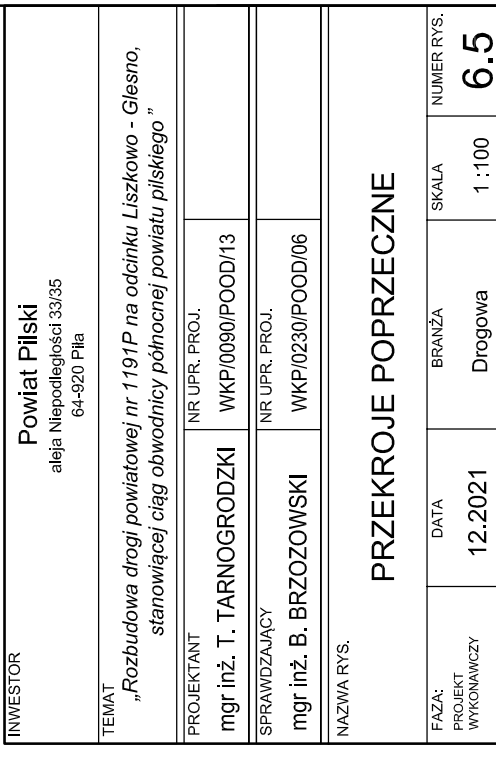 INWESTOR
Powiat Pilski
aleja Niepodległości 33/35
64-920 Piła
TEMAT
„Rozbudowa drogi powiatowej nr 1191P na odcinku Liszkowo - Glesno,
stanowiącej ciąg obwodnicy północnej powiatu pilskiego ”
PROJEKTANT
mgr inż. T. TARNOGRODZKI
NR UPR. PROJ.
WKP/0090/POOD/13
SPRAWDZAJĄCY
mgr inż. B. BRZOZOWSKI
NR UPR. PROJ.
WKP/0230/POOD/06
NAZWA RYS.
PRZEKROJE POPRZECZNE
FAZA:
PROJEKT
WYKONAWCZY
DATA
12.2021
BRANŻA
Drogowa
SKALA
1 :100
NUMER RYS.
6.5